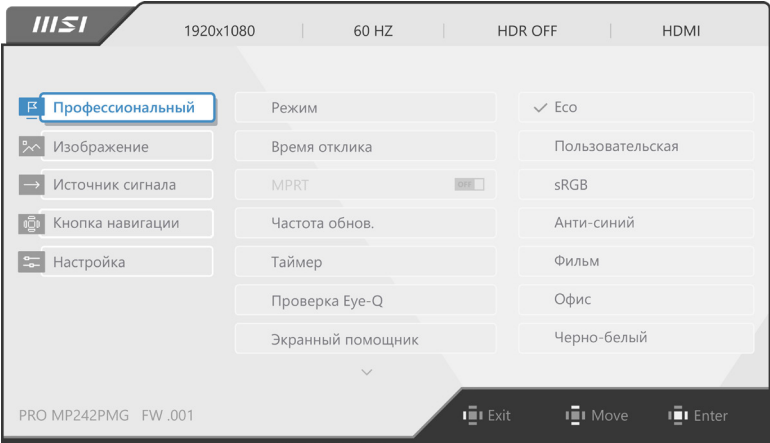 msi 1920x1080 60 HZ HDR OFF HDMI
Профессиональный Режим Eco
Изображение Время отклика Пользовательская
Источник сигнала MPRT OFF sRGB
Кнопка навигации Частота обнов. Анти-синий
Настройка Таймер Фильм
Проверка Eye-Q Офис
Экранный помощник Черно-белый
PRO MP242PMG FW .001 Exit Move Enter